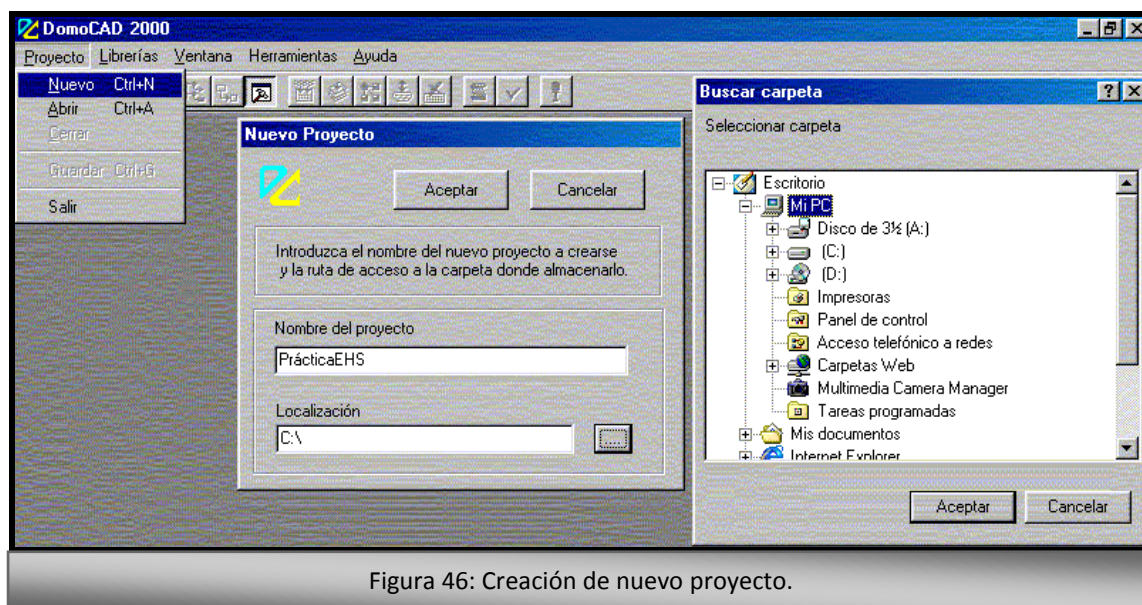 DomoCAD 2000
Proyecto Librerías Ventana Herramientas Ayuda
Nuevo Ctrl+N
Abrir Ctrl+A
Cerrar
Guardar Ctrl+G
Salir
Nuevo Proyecto
Aceptar Cancelar
Introduzca el nombre del nuevo proyecto a crearse
y la ruta de acceso a la carpeta donde almacenarlo.
Nombre del proyecto
PrácticaEHS
Localización
C:\
...
Buscar carpeta
Seleccionar carpeta
Escritorio
Mi PC
Disco de 3½ (A:)
(C:)
(D:)
Impresoras
Panel de control
Acceso telefónico a redes
Carpetas Web
Multimedia Camera Manager
Tareas programadas
Mis documentos
Internet Explorer
Aceptar Cancelar
Figura 46: Creación de nuevo proyecto.